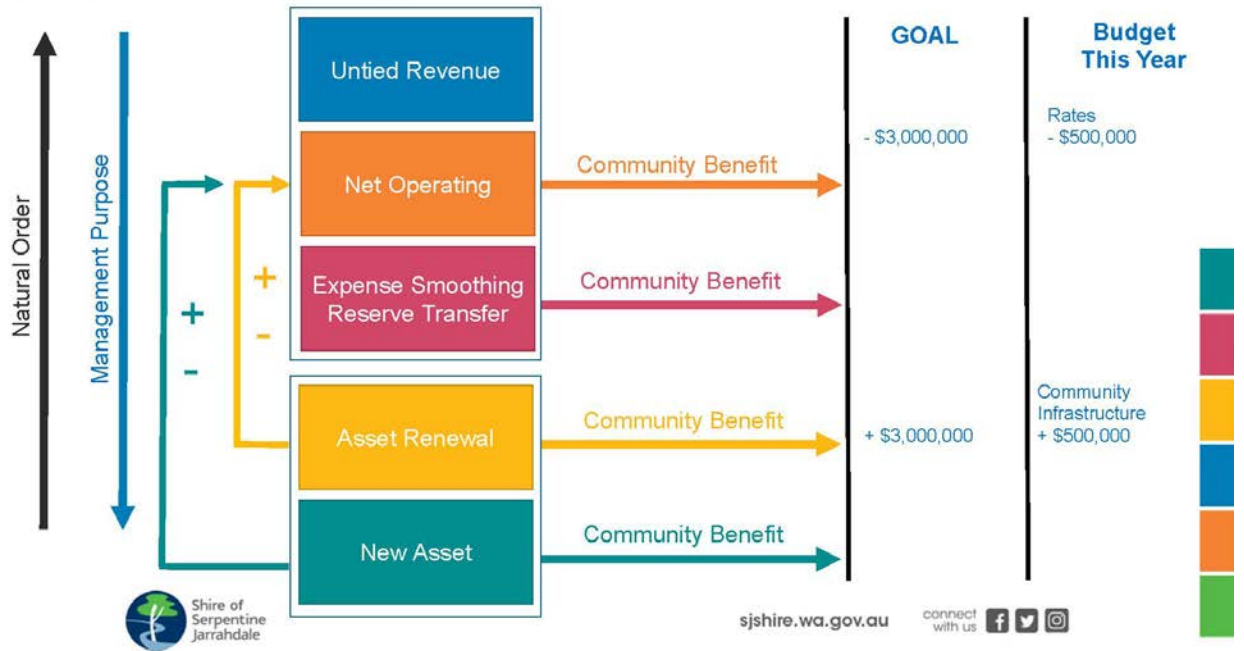 Natural Order
Management Purpose
+
-
+
-
Untied Revenue
Net Operating
Expense Smoothing
Reserve Transfer
Asset Renewal
New Asset
Community Benefit
Community Benefit
Community Benefit
Community Benefit
GOAL
- $3,000,000
+ $3,000,000
Budget
This Year
Rates
- $500,000
Community
Infrastructure
+ $500,000
Shire of
Serpentine
Jarrahdale
sjshire.wa.gov.au
connect
with us